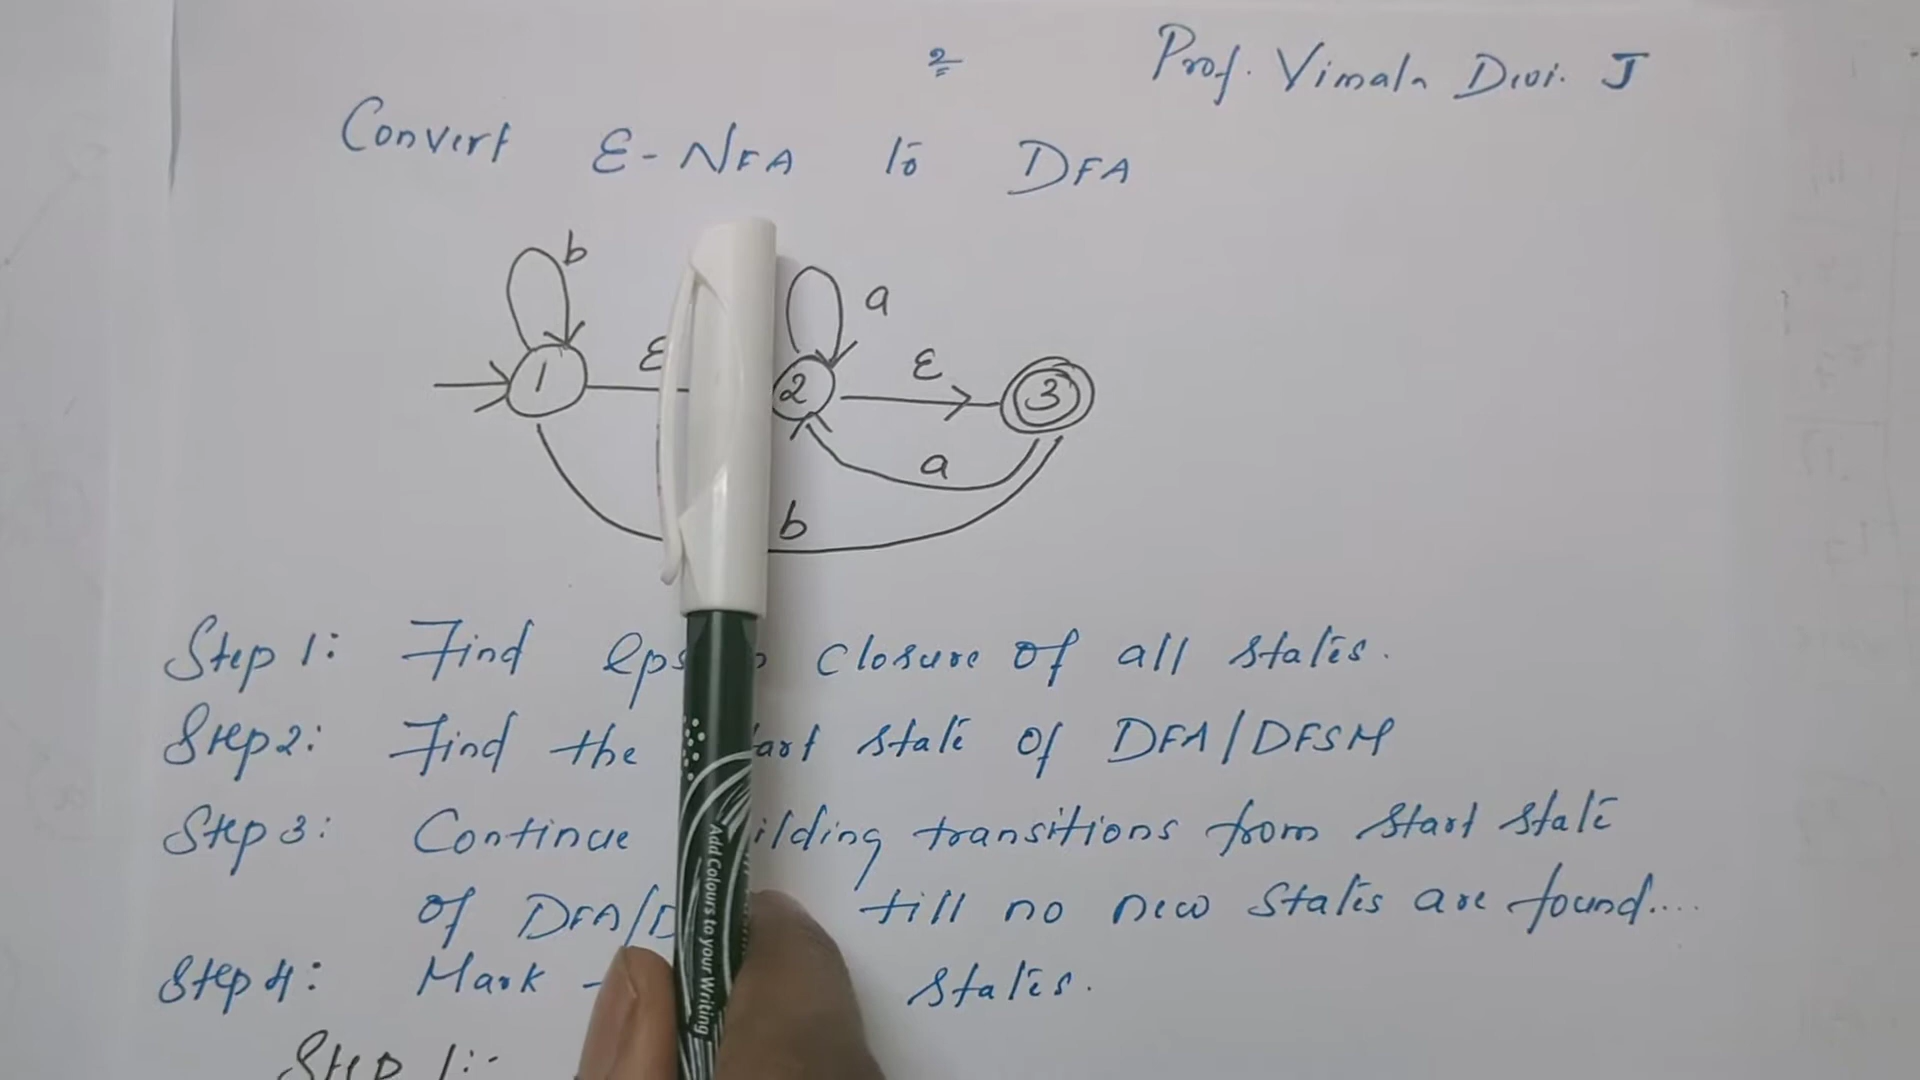 2
Prof. Vimala Devi. J
Convert ε-NFA to DFA
b
a
ε ε
1 2 3
a
b
Step 1: Find closure of all states.
Step2: Find the state of DFA/DFSM
Step 3: Continue transitions from start state
of till no new states are found....
Step 4: Mark states.
Step 1:-
Add Colours to your Writing